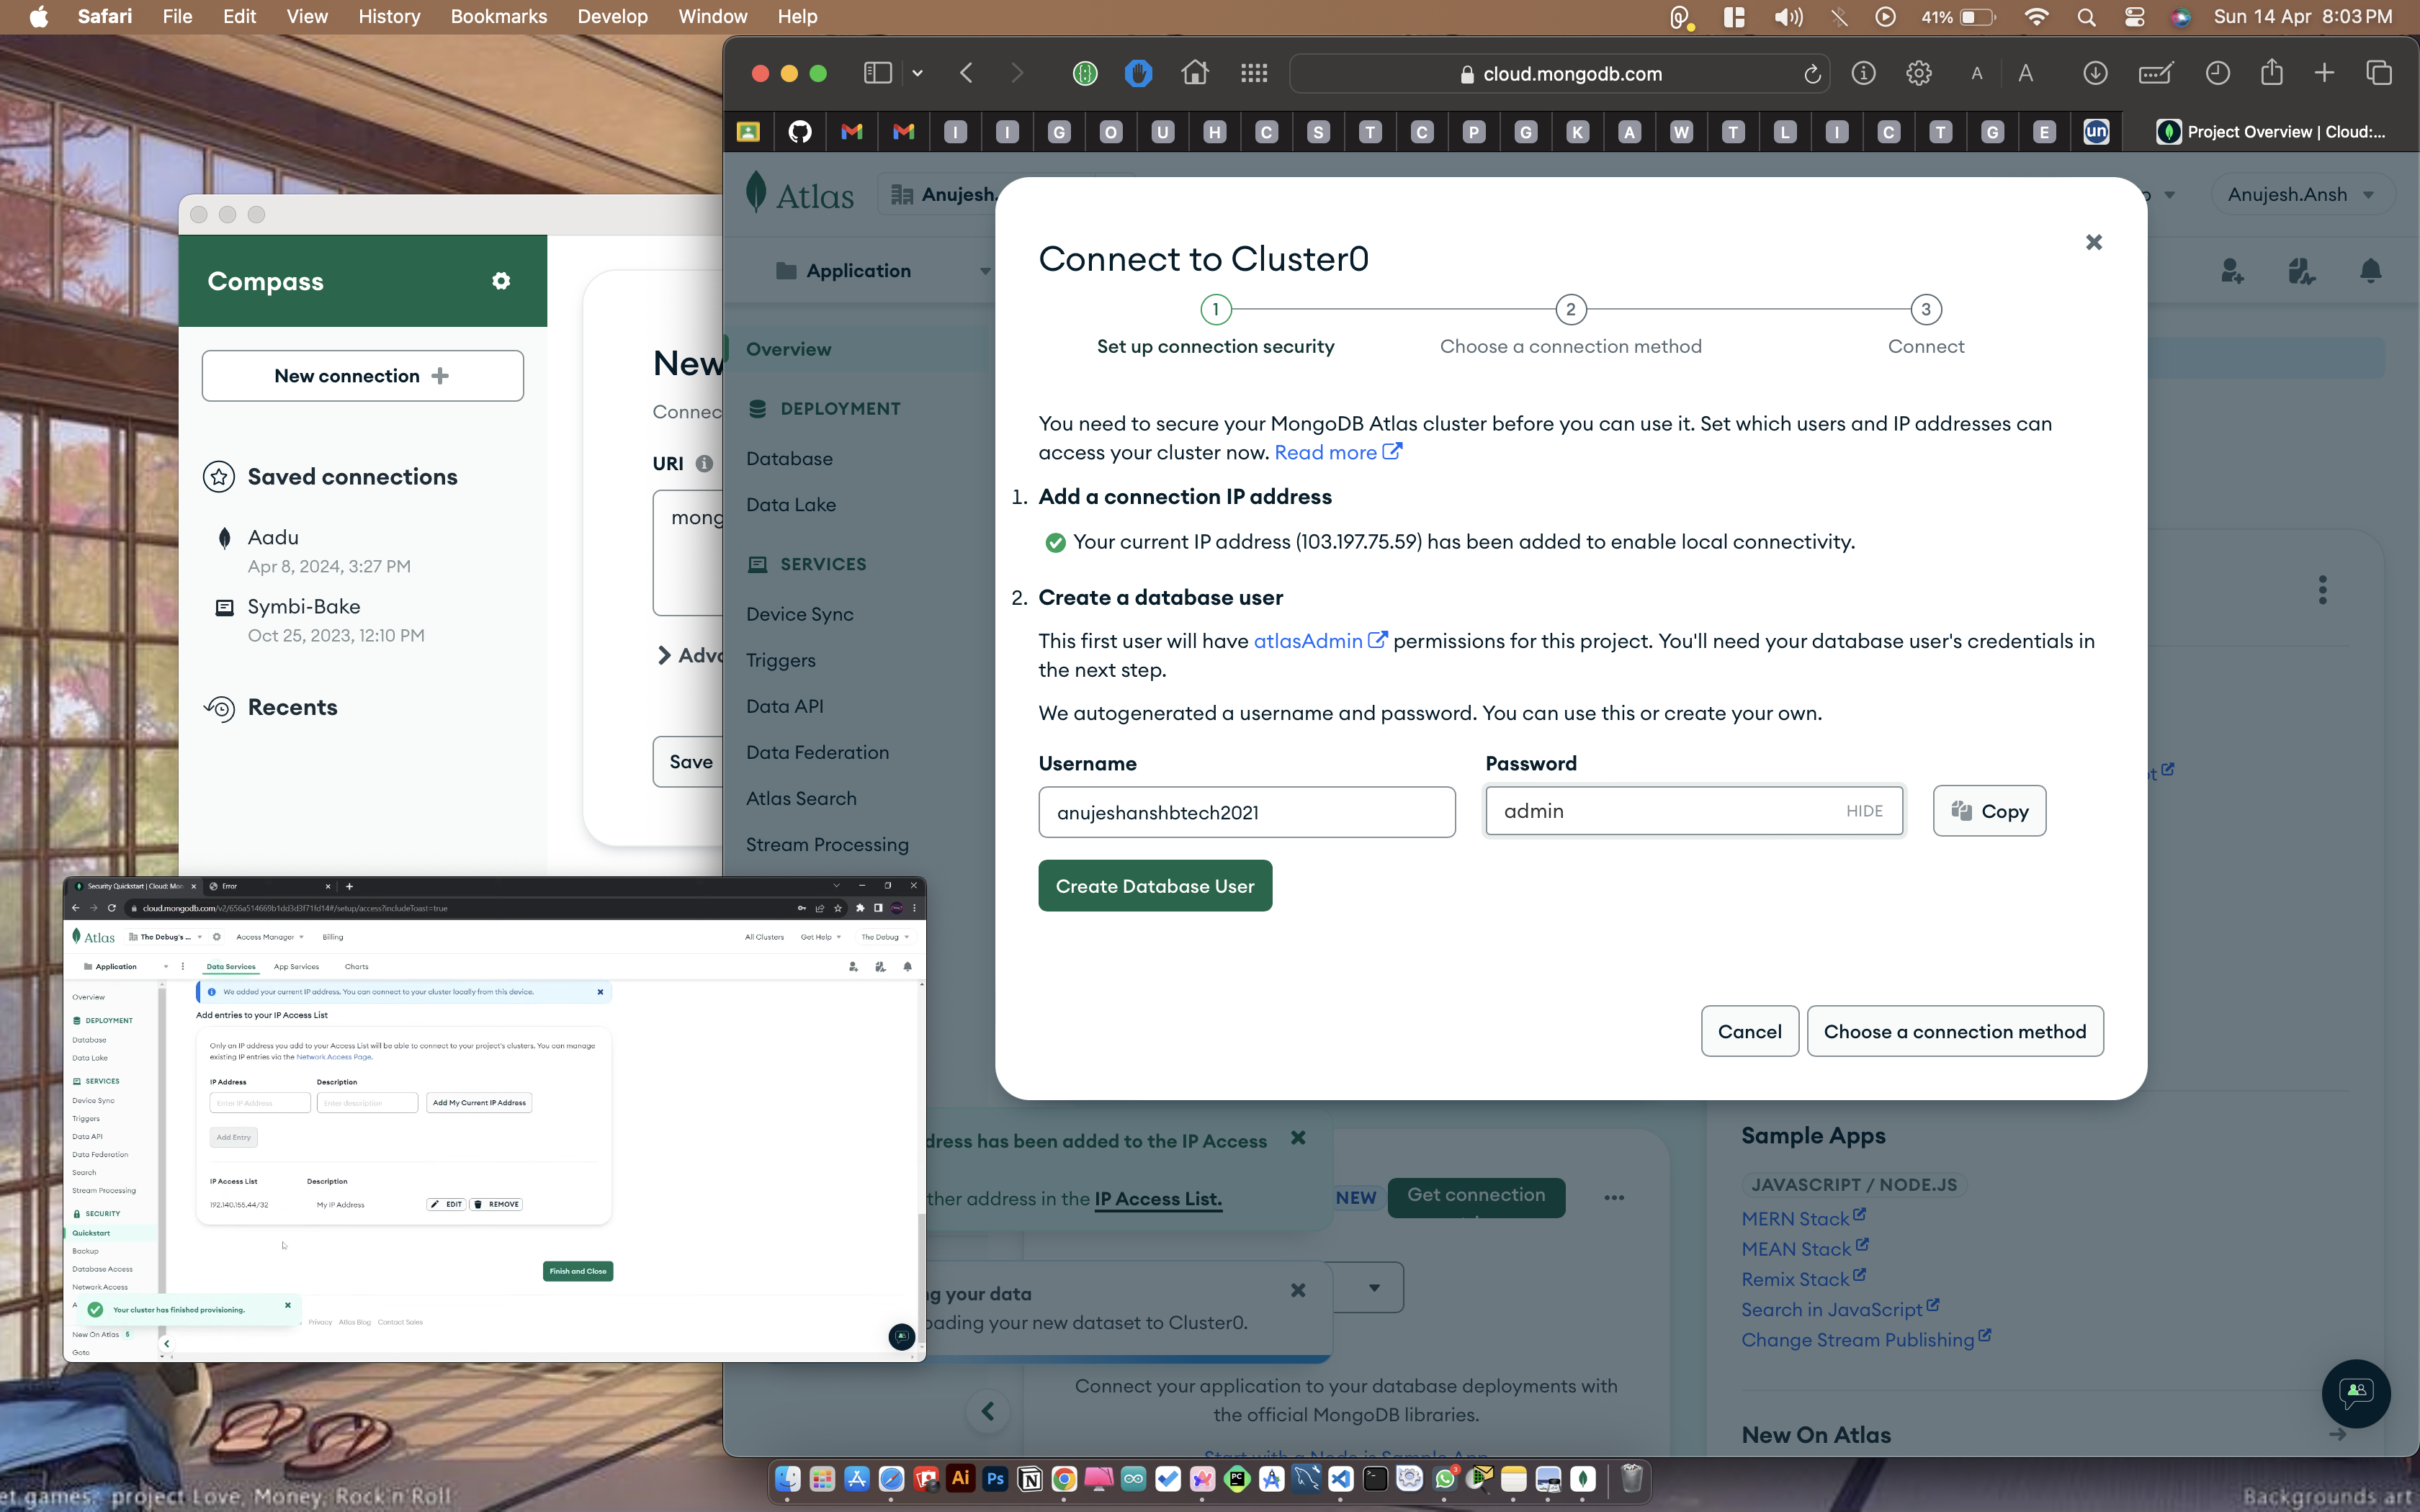 Safari File Edit View History Bookmarks Develop Window Help
41% Sun 14 Apr 8:03 PM
cloud.mongodb.com
A A
I I G O U H C S T C P G K A W T L I C T G E un
Project Overview | Cloud:...
Compass
New connection
Saved connections
Aadu
Apr 8, 2024, 3:27 PM
Symbi-Bake
Oct 25, 2023, 12:10 PM
Recents
New
Connec
URI
mong
Adva
Save
Atlas
Anujesh.
Anujesh.Ansh
Application
Overview
DEPLOYMENT
Database
Data Lake
SERVICES
Device Sync
Triggers
Data API
Data Federation
Atlas Search
Stream Processing
Connect to Cluster0
1 2 3
Set up connection security Choose a connection method Connect
You need to secure your MongoDB Atlas cluster before you can use it. Set which users and IP addresses can
access your cluster now. Read more
1. Add a connection IP address
Your current IP address (103.197.75.59) has been added to enable local connectivity.
2. Create a database user
This first user will have atlasAdmin permissions for this project. You'll need your database user's credentials in
the next step.
We autogenerated a username and password. You can use this or create your own.
Username Password
anujeshanshbtech2021 admin HIDE Copy
Create Database User
Cancel Choose a connection method
dress has been added to the IP Access
ther address in the IP Access List.
NEW Get connection
g your data
oading your new dataset to Cluster0.
Connect your application to your database deployments with
the official MongoDB libraries.
Start with a Node.js Sample App
Sample Apps
JAVASCRIPT / NODE.JS
MERN Stack
MEAN Stack
Remix Stack
Search in JavaScript
Change Stream Publishing
New On Atlas
Security Quickstart | Cloud: Mon Error
cloud.mongodb.com/v2/656a514669b1dd3d3f71fd14#/setup/access?includeToast=true
Atlas The Debug's ... Access Manager Billing All Clusters Get Help The Debug
Application Data Services App Services Charts
Overview
DEPLOYMENT
Database
Data Lake
SERVICES
Device Sync
Triggers
Data API
Data Federation
Search
Stream Processing
SECURITY
Quickstart
Backup
Database Access
Network Access
A
New On Atlas 5
Goto
We added your current IP address. You can connect to your cluster locally from this device.
Add entries to your IP Access List
Only an IP address you add to your Access List will be able to connect to your project's clusters. You can manage
existing IP entries via the Network Access Page.
IP Address Description
Enter IP Address Enter description Add My Current IP Address
Add Entry
IP Access List Description
192.140.155.44/32 My IP Address EDIT REMOVE
Finish and Close
Your cluster has finished provisioning.
Privacy Atlas Blog Contact Sales
Ai Ps
PC
et games: project Love, Money, Rock'n'Roll
Backgrounds art